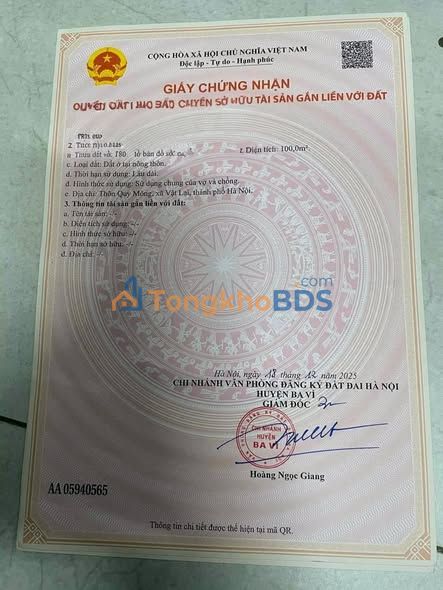 CỘNG HÒA XÃ HỘI CHỦ NGHĨA VIỆT NAM
Độc lập - Tự do - Hạnh phúc
GIẤY CHỨNG NHẬN
SỞ HỮU TÀI SẢN GẮN LIỀN VỚI ĐẤT
2.
a. Thửa đất số: 180 tờ bản đồ số: Diện tích: 100,0m²
c. Loại đất: Đất ở tại nông thôn.
d. Thời hạn sử dụng: Lâu dài.
đ. Hình thức sử dụng: Sử dụng chung của vợ và chồng.
e. Địa chỉ: Thôn Quy Mông, xã Vật Lại, thành phố Hà Nội.
3. Thông tin tài sản gắn liền với đất:
a. Tên tài sản: -/-
b. Diện tích sử dụng: -/-
c. Hình thức sở hữu: -/-
d. Thời hạn sở hữu: -/-
đ. Địa chỉ: -/-
TongkhoBDS.com
Hà Nội, ngày 18 tháng 12 năm 2025
CHI NHÁNH VĂN PHÒNG ĐĂNG KÝ ĐẤT ĐAI HÀ NỘI
HUYỆN BA VÌ
GIÁM ĐỐC
CHI NHÁNH
HUYỆN
BA VÌ
Hoàng Ngọc Giang
AA 05940565
Thông tin chi tiết được thể hiện tại mã QR.